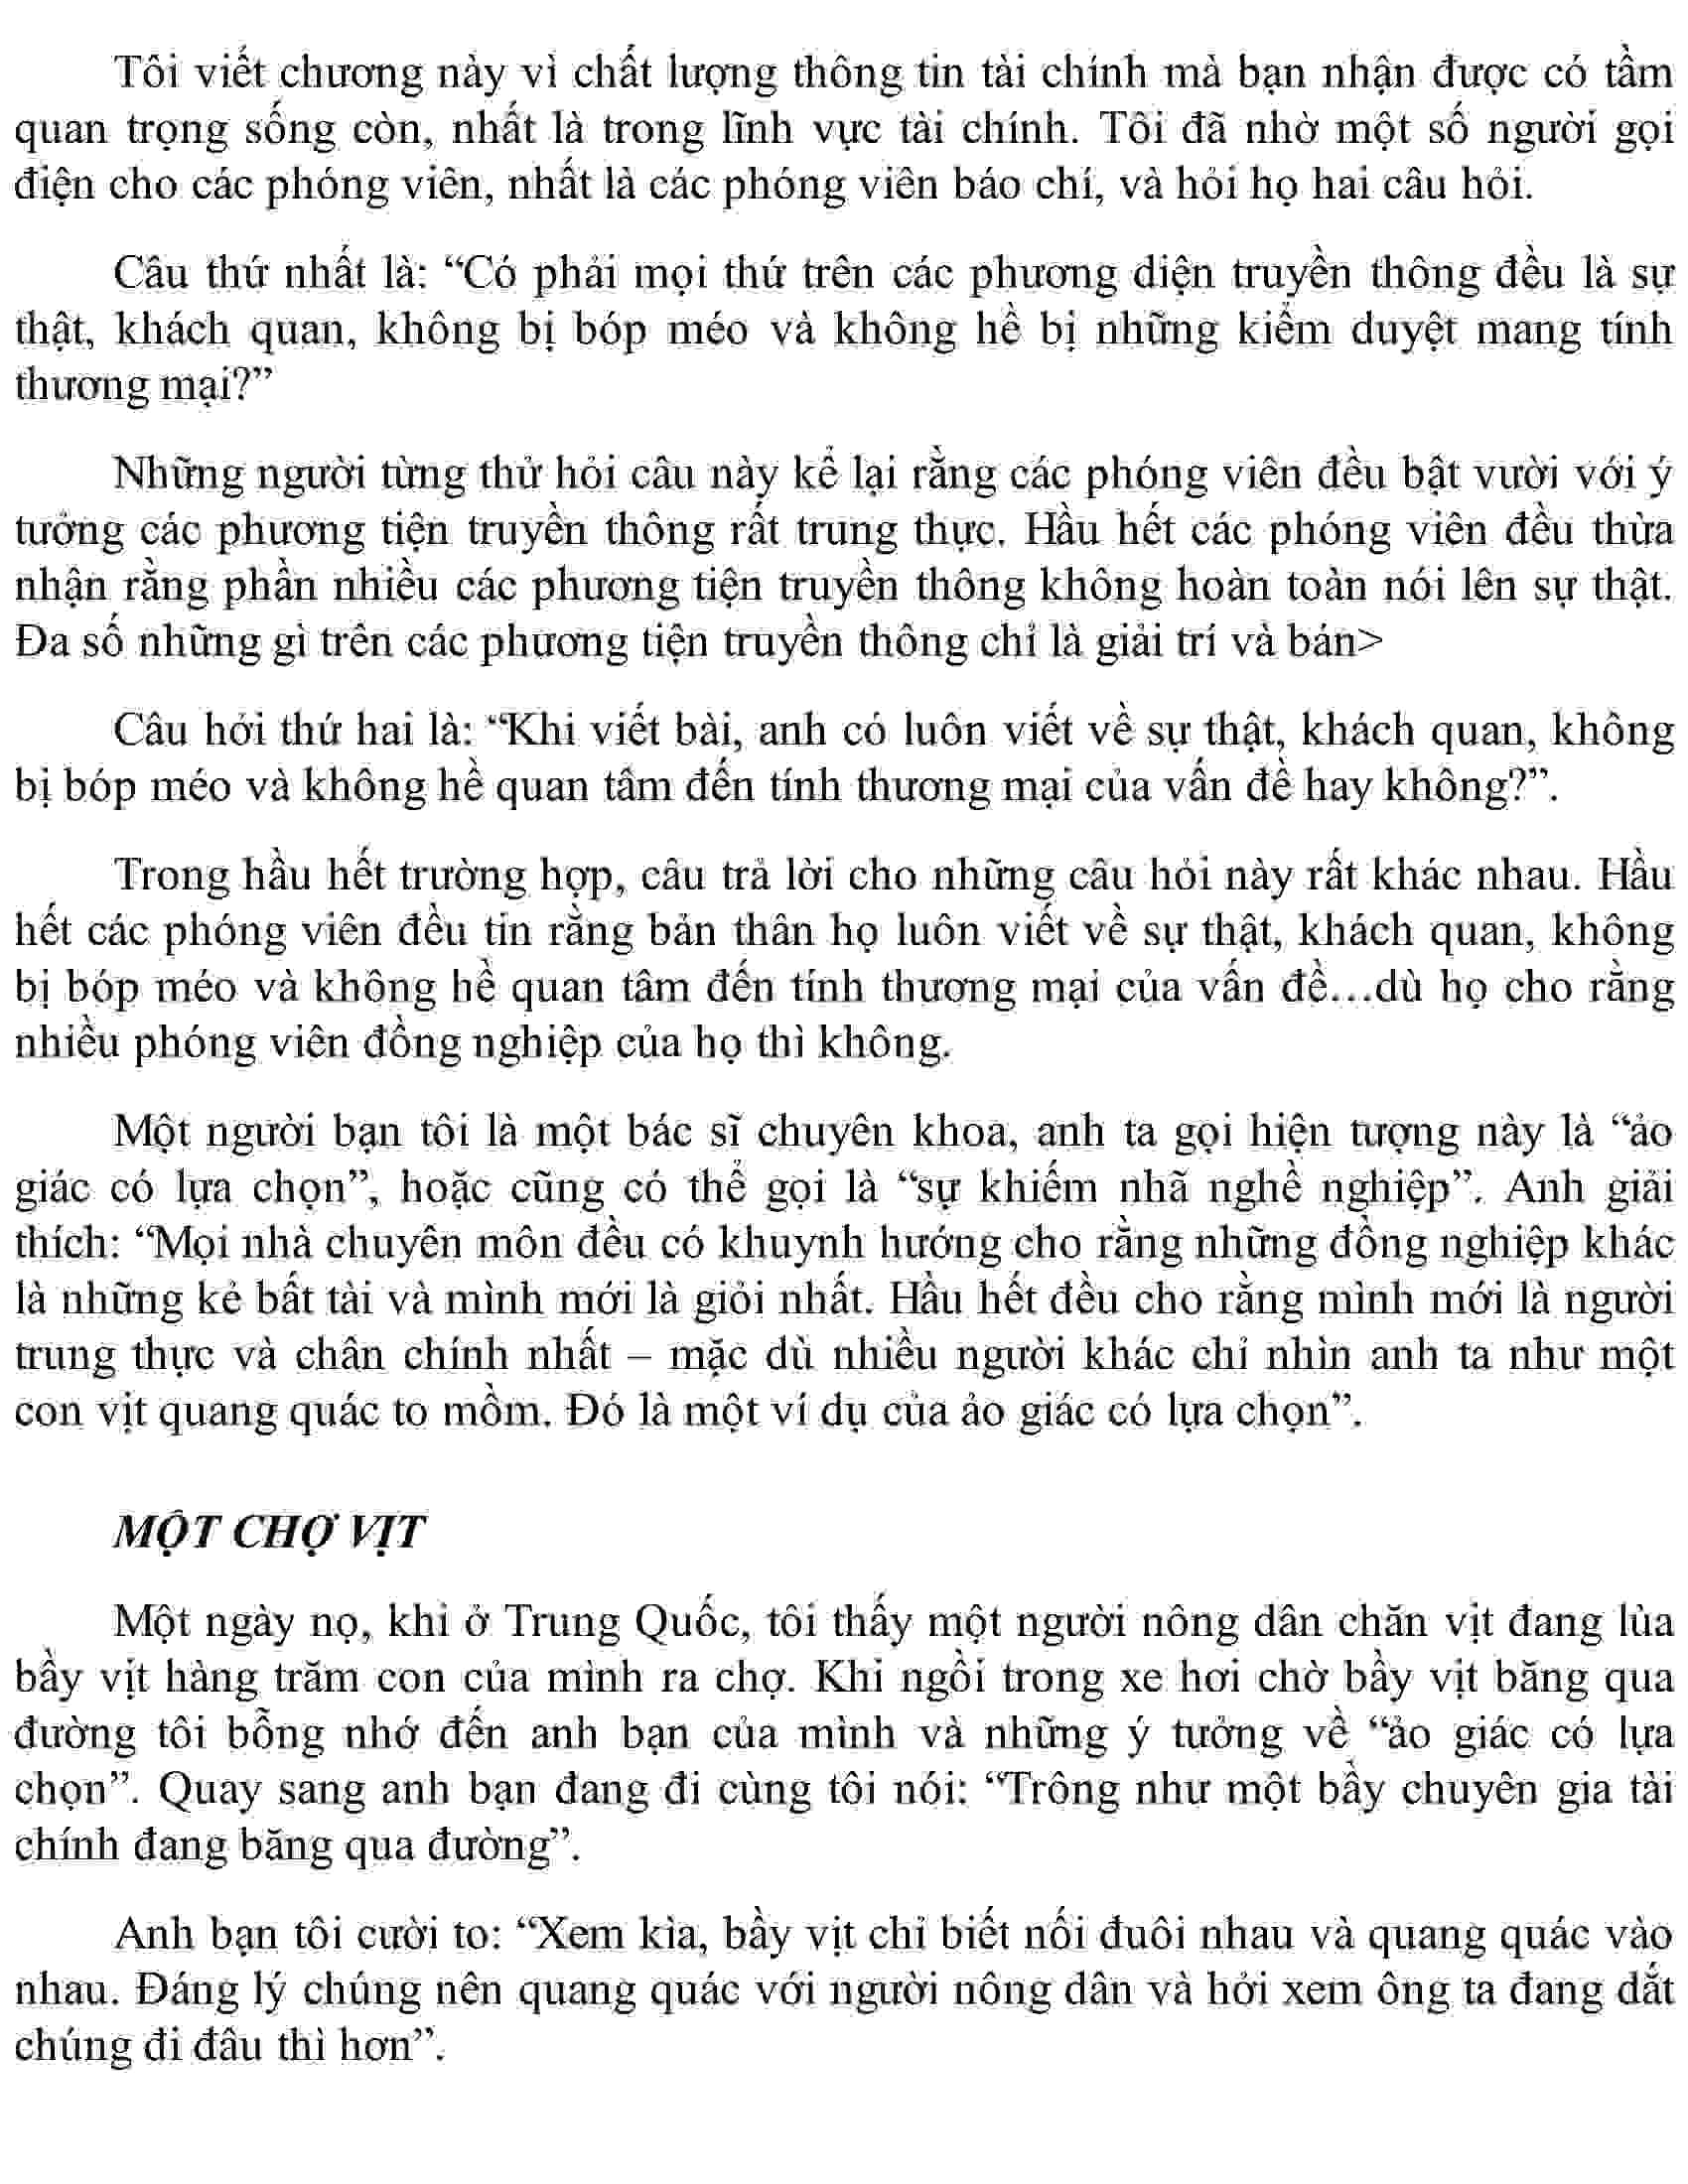 Tôi viết chương này vì chất lượng thông tin tài chính mà bạn nhận được có tầm
quan trọng sống còn, nhất là trong lĩnh vực tài chính. Tôi đã nhờ một số người gọi
điện cho các phóng viên, nhất là các phóng viên báo chí, và hỏi họ hai câu hỏi.
Câu thứ nhất là: “Có phải mọi thứ trên các phương diện truyền thông đều là sự
thật, khách quan, không bị bóp méo và không hề bị những kiểm duyệt mang tính
thương mại?”
Những người từng thử hỏi câu này kể lại rằng các phóng viên đều bật vười với ý
tưởng các phương tiện truyền thông rất trung thực. Hầu hết các phóng viên đều thừa
nhận rằng phần nhiều các phương tiện truyền thông không hoàn toàn nói lên sự thật.
Đa số những gì trên các phương tiện truyền thông chỉ là giải trí và bán>
Câu hỏi thứ hai là: “Khi viết bài, anh có luôn viết về sự thật, khách quan, không
bị bóp méo và không hề quan tâm đến tính thương mại của vấn đề hay không?”.
Trong hầu hết trường hợp, câu trả lời cho những câu hỏi này rất khác nhau. Hầu
hết các phóng viên đều tin rằng bản thân họ luôn viết về sự thật, khách quan, không
bị bóp méo và không hề quan tâm đến tính thương mại của vấn đề...dù họ cho rằng
nhiều phóng viên đồng nghiệp của họ thì không.
Một người bạn tôi là một bác sĩ chuyên khoa, anh ta gọi hiện tượng này là “ảo
giác có lựa chọn”, hoặc cũng có thể gọi là “sự khiếm nhã nghề nghiệp”. Anh giải
thích: “Mọi nhà chuyên môn đều có khuynh hướng cho rằng những đồng nghiệp khác
là những kẻ bất tài và mình mới là giỏi nhất. Hầu hết đều cho rằng mình mới là người
trung thực và chân chính nhất – mặc dù nhiều người khác chỉ nhìn anh ta như một
con vịt quang quác to mồm. Đó là một ví dụ của ảo giác có lựa chọn”.
MỘT CHỢ VỊT
Một ngày nọ, khi ở Trung Quốc, tôi thấy một người nông dân chăn vịt đang lùa
bầy vịt hàng trăm con của mình ra chợ. Khi ngồi trong xe hơi chờ bầy vịt băng qua
đường tôi bỗng nhớ đến anh bạn của mình và những ý tưởng về “ảo giác có lựa
chọn”. Quay sang anh bạn đang đi cùng tôi nói: “Trông như một bầy chuyên gia tài
chính đang băng qua đường”.
Anh bạn tôi cười to: “Xem kìa, bầy vịt chỉ biết nối đuôi nhau và quang quác vào
nhau. Đáng lý chúng nên quang quác với người nông dân và hỏi xem ông ta đang dắt
chúng đi đâu thì hơn”.